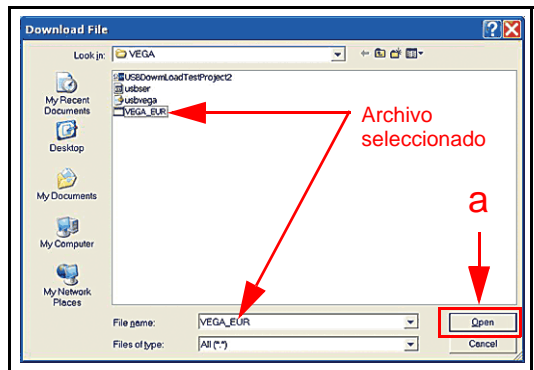 Download File
Look in:
VEGA
USBDowmLoadTestProject2
usbser
usbvega
VEGA_EUR
My Recent
Documents
Desktop
My Documents
My Computer
My Network
Places
Archivo
seleccionado
a
File name:
VEGA_EUR
Open
Files of type:
All (*.*)
Cancel